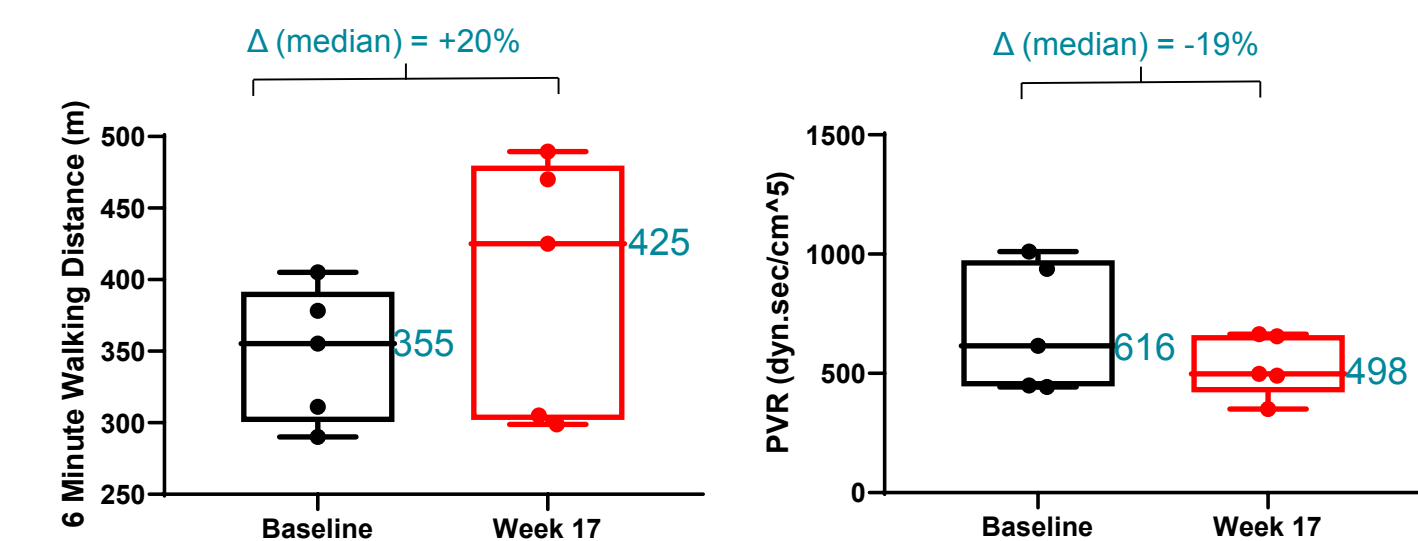 Δ (median) = +20%
6 Minute Walking Distance (m)
500
450
400
350
300
250
355
425
Baseline
Week 17
Δ (median) = -19%
PVR (dyn.sec/cm^5)
1500
1000
500
0
616
498
Baseline
Week 17